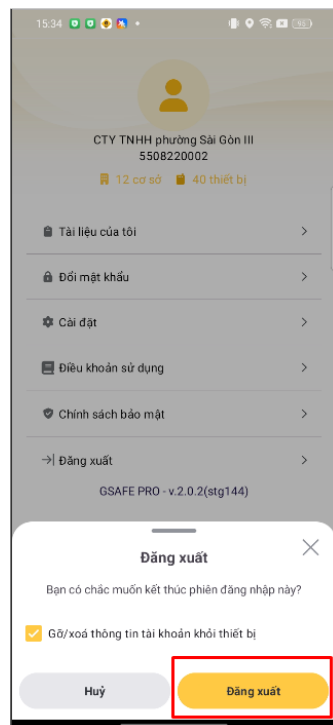 15:34
95
CTY TNHH phường Sài Gòn III
5508220002
12 cơ sở 40 thiết bị
Tài liệu của tôi
Đổi mật khẩu
Cài đặt
Điều khoản sử dụng
Chính sách bảo mật
Đăng xuất
GSAFE PRO - v.2.0.2(stg144)
Đăng xuất
Bạn có chắc muốn kết thúc phiên đăng nhập này?
Gỡ/xoá thông tin tài khoản khỏi thiết bị
Huỷ Đăng xuất